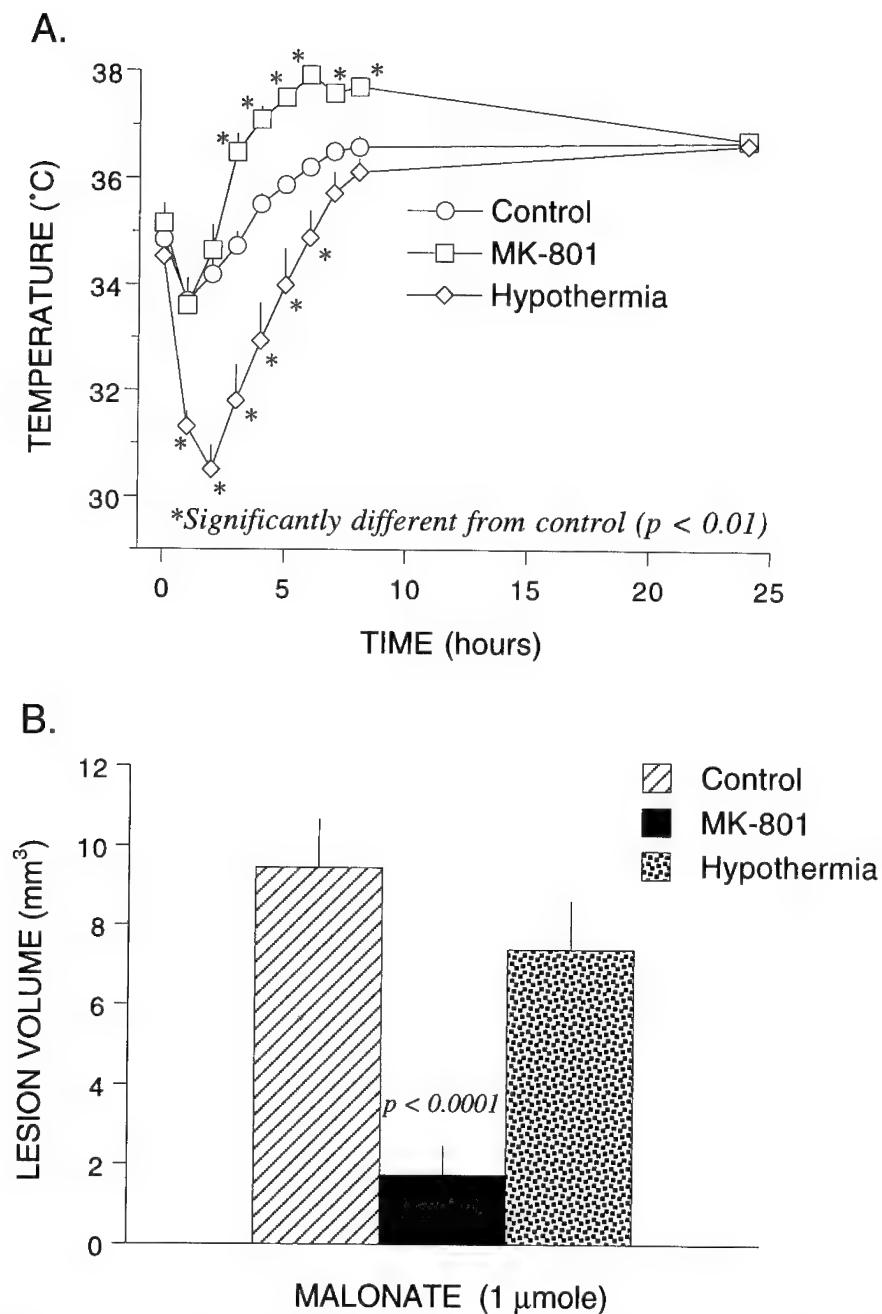 A.
38
36
34
32
30
TEMPERATURE (°C)
* * * * * *
Control
MK-801
Hypothermia
* * * * * *
*Significantly different from control (p < 0.01)
0 5 10 15 20 25
TIME (hours)
B.
12
10
8
6
4
2
0
LESION VOLUME (mm³)
Control
MK-801
Hypothermia
p < 0.0001
MALONATE (1 µmole)